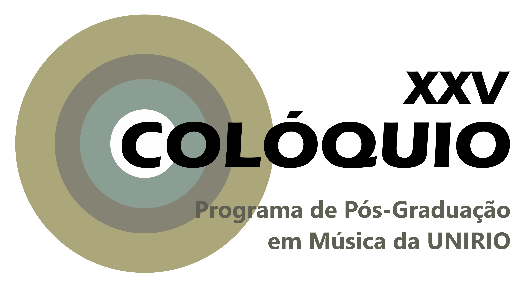 XXV
COLÓQUIO
Programa de Pós-Graduação
em Música da UNIRIO